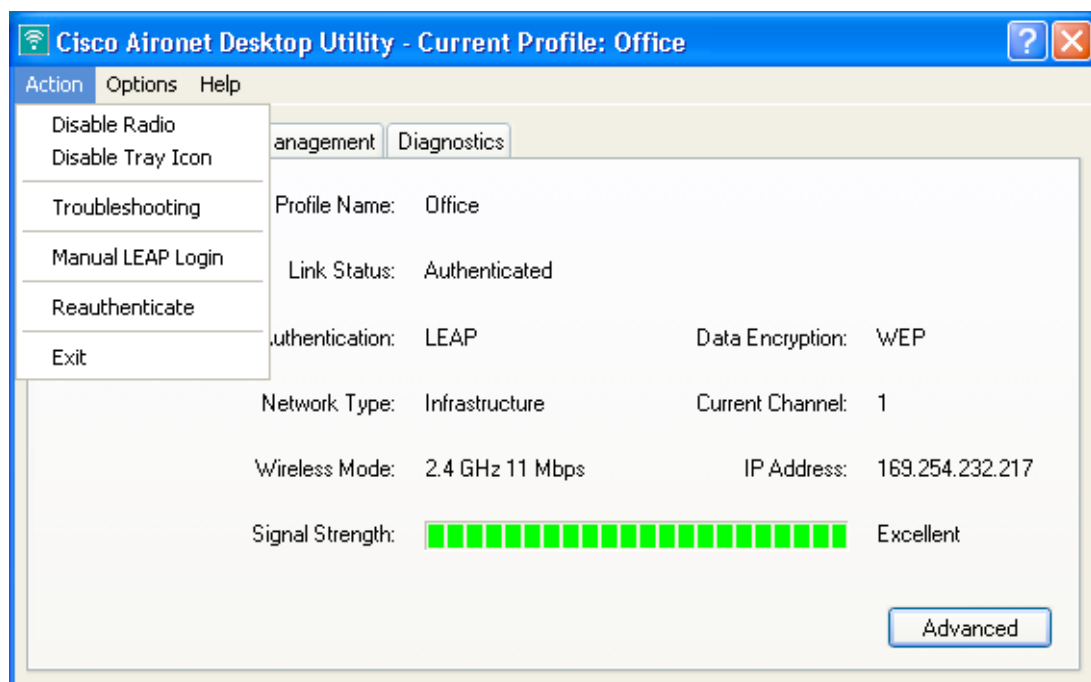 Cisco Aironet Desktop Utility - Current Profile: Office
Action Options Help
Disable Radio
Disable Tray Icon
Troubleshooting
Manual LEAP Login
Reauthenticate
Exit
anagement Diagnostics
Profile Name: Office
Link Status: Authenticated
uthentication: LEAP Data Encryption: WEP
Network Type: Infrastructure Current Channel: 1
Wireless Mode: 2.4 GHz 11 Mbps IP Address: 169.254.232.217
Signal Strength: Excellent
Advanced